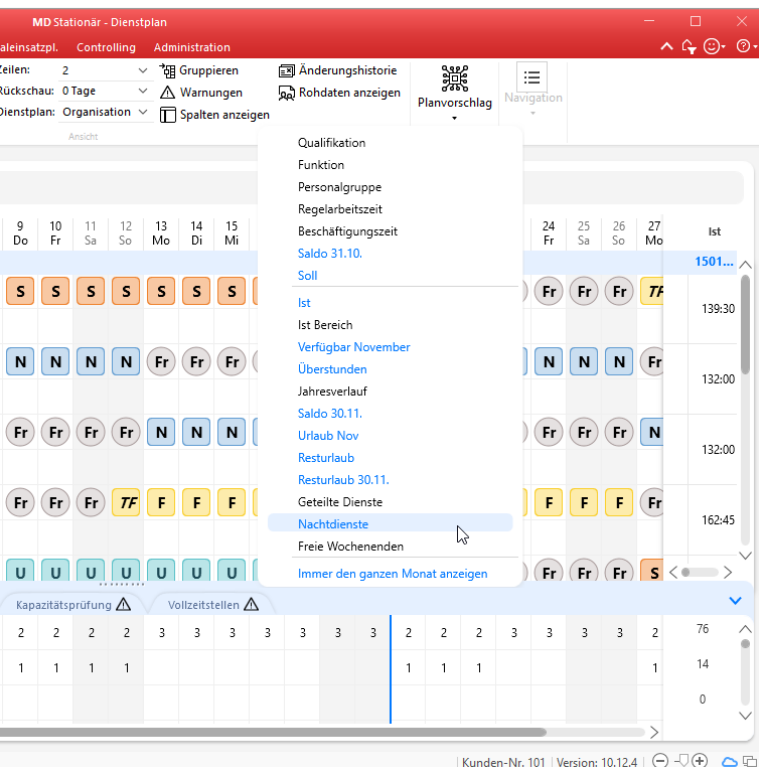 MD Stationär - Dienstplan
aleinsatzpl. Controlling Administration
Zeilen: 2 Gruppieren Änderungshistorie
Rückschau: 0 Tage Warnungen Rohdaten anzeigen
Dienstplan: Organisation Spalten anzeigen Planvorschlag Navigation
Ansicht
Qualifikation
Funktion
Personalgruppe
Regelarbeitszeit
Beschäftigungszeit
Saldo 31.10.
Soll
Ist
Ist Bereich
Verfügbar November
Überstunden
Jahresverlauf
Saldo 30.11.
Urlaub Nov
Resturlaub
Resturlaub 30.11.
Geteilte Dienste
Nachtdienste
Freie Wochenenden
Immer den ganzen Monat anzeigen
9 10 11 12 13 14 15 24 25 26 27 Ist
Do Fr Sa So Mo Di Mi Fr Sa So Mo
1501...
S S S S S S S Fr Fr Fr TF
139:30
N N N N Fr Fr Fr N N N Fr
132:00
Fr Fr Fr Fr N N N Fr Fr Fr N
132:00
Fr Fr Fr TF F F F F F F Fr
162:45
U U U U U U U Fr Fr Fr S
Kapazitätsprüfung Vollzeitstellen
2 2 2 2 3 3 3 3 3 3 3 2 2 2 3 3 3 3 2 76
1 1 1 1 1 1 1 1 14
0
Kunden-Nr. 101 Version: 10.12.4